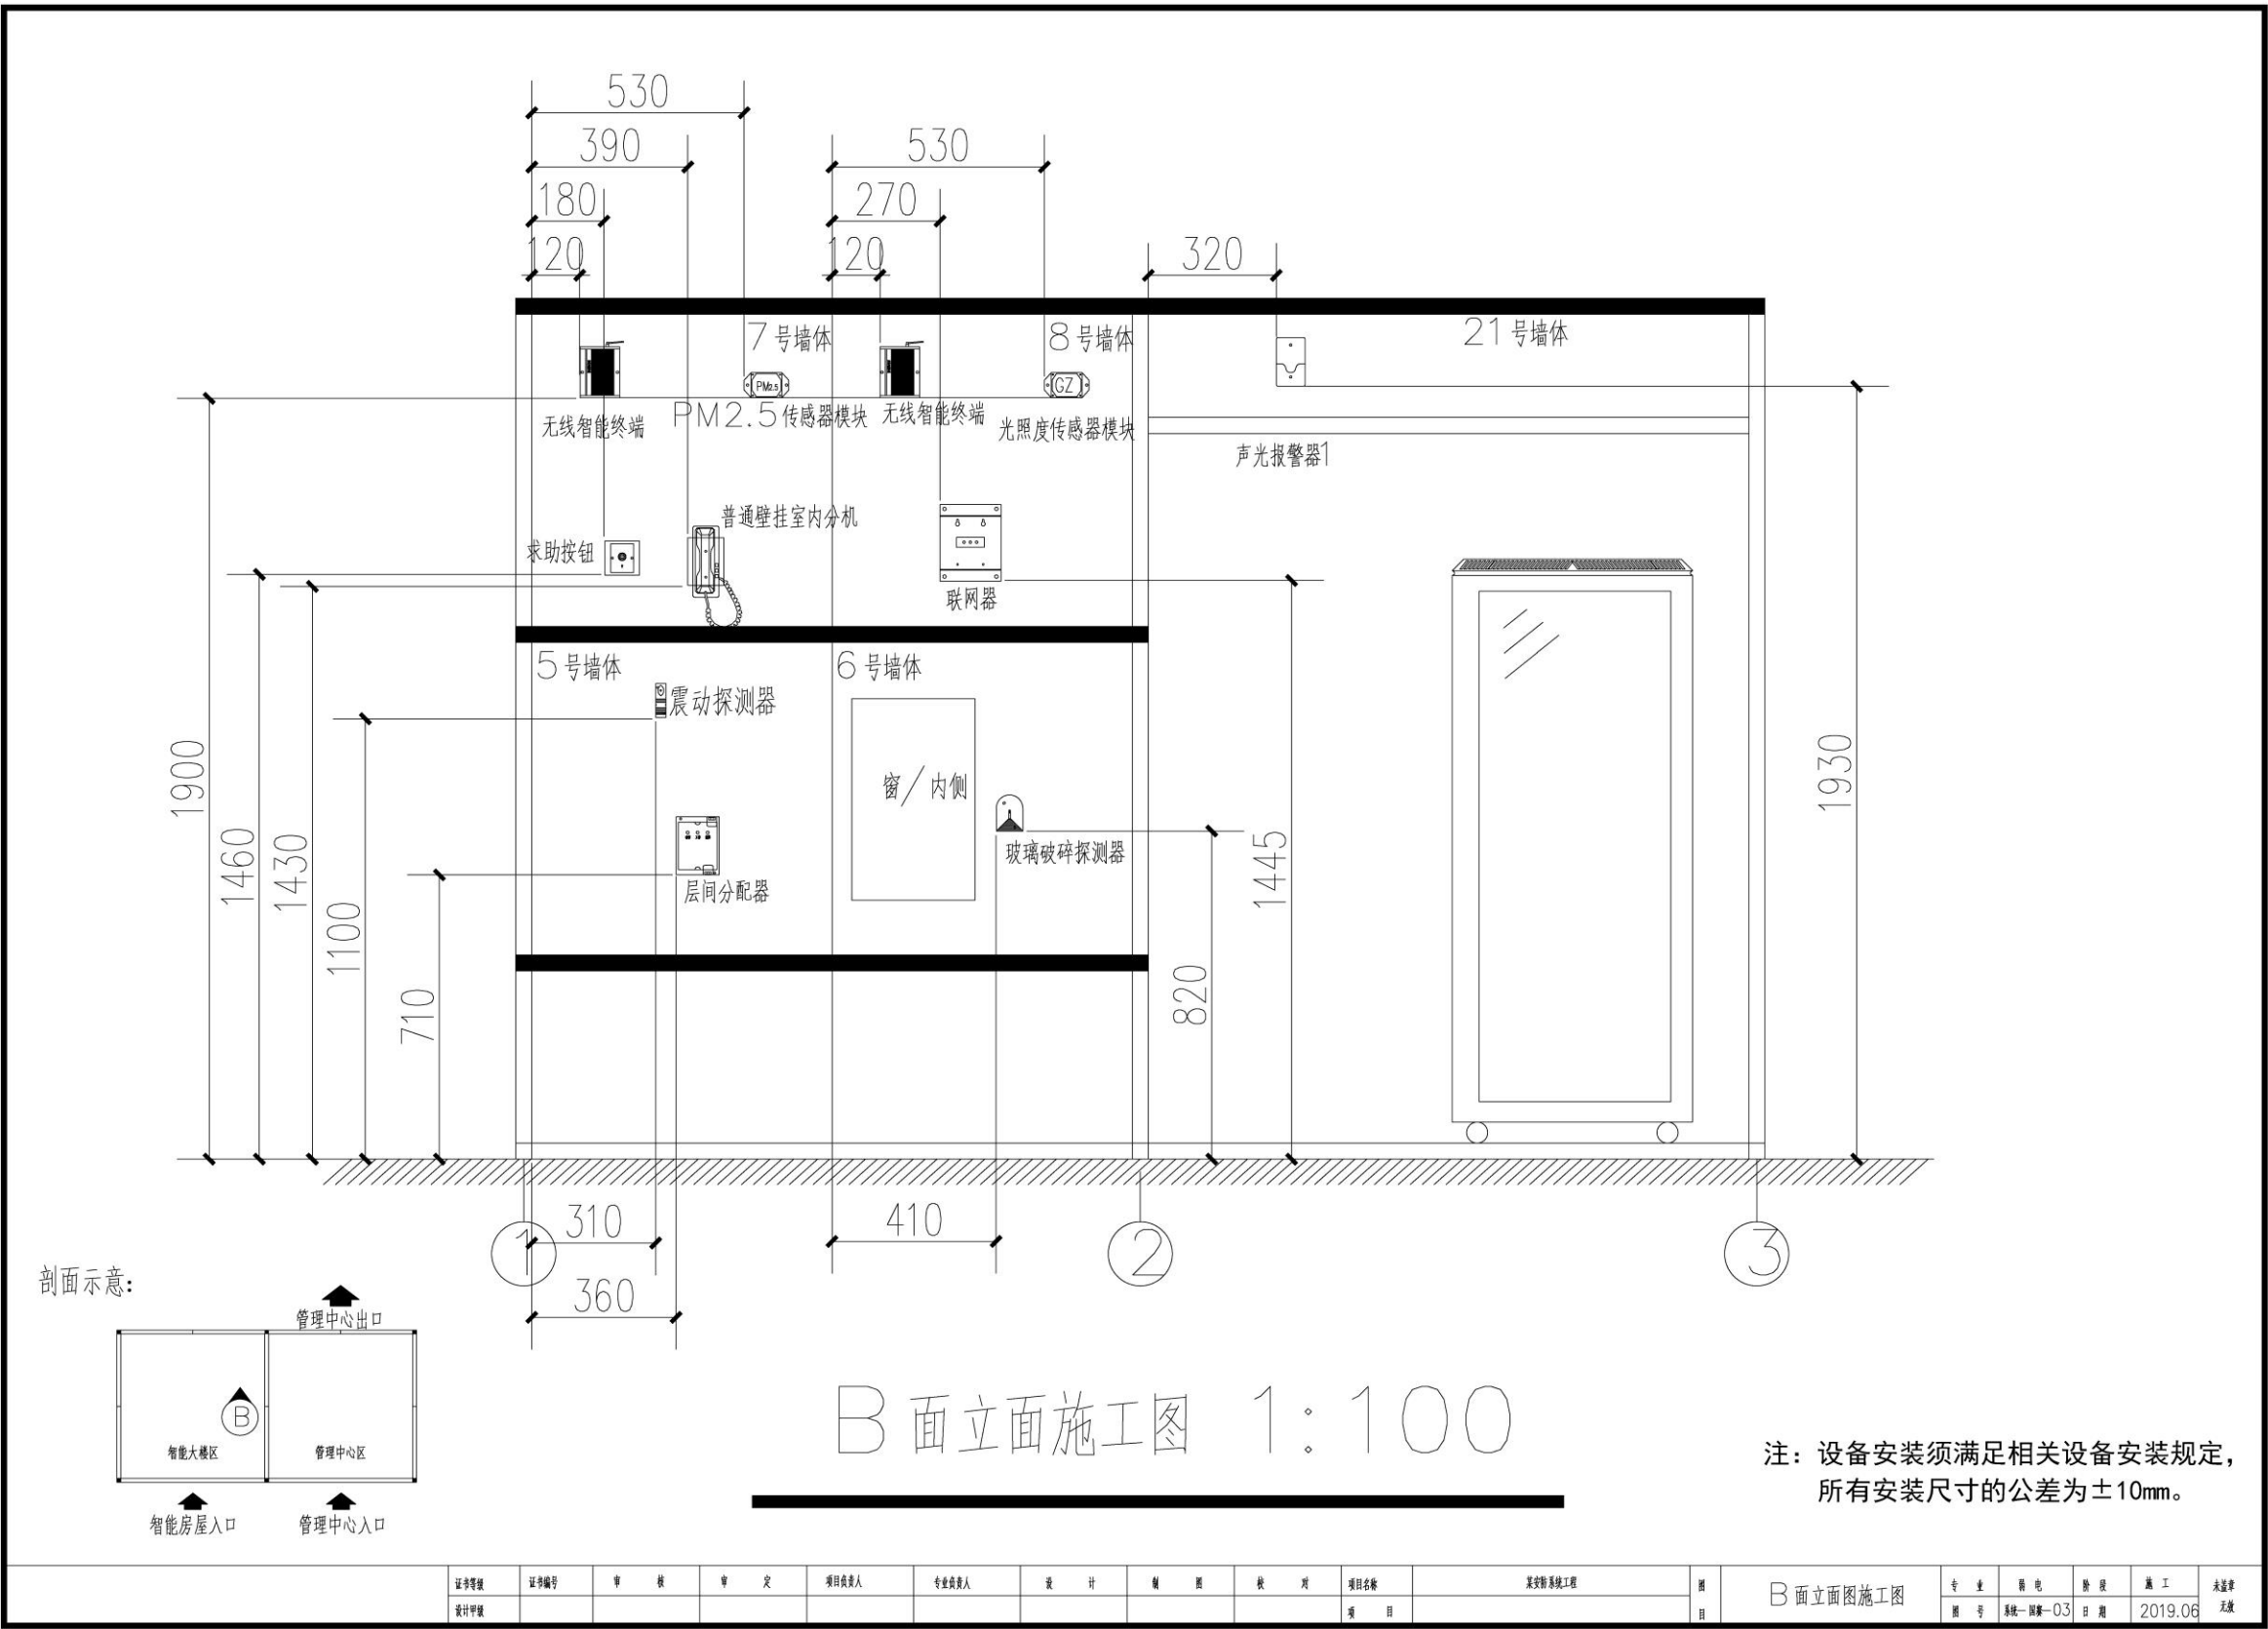 530
390
530
180
270
120
120
320
7号墙体
8号墙体
21号墙体
PM2.5
GZ
无线智能终端
PM2.5传感器模块
无线智能终端
光照度传感器模块
声光报警器1
普通壁挂室内分机
求助按钮
联网器
5号墙体
6号墙体
震动探测器
窗/内侧
玻璃破碎探测器
层间分配器
1900
1460
1430
1100
710
820
1445
1930
310
410
360
1
2
3
剖面示意:
管理中心出口
B
智能大楼区
管理中心区
智能房屋入口
管理中心入口
B面立面施工图 1:100
注：设备安装须满足相关设备安装规定，
所有安装尺寸的公差为±10mm。
证书等级 证书编号 审 核 审 定 项目负责人 专业负责人 设 计 制 图 校 对 项目名称 某安防系统工程 图 B面立面图施工图 专 业 弱 电 阶 段 施 工 未盖章
设计甲级 项 目 目 图 号 系统-国赛-03 日 期 2019.06 无效